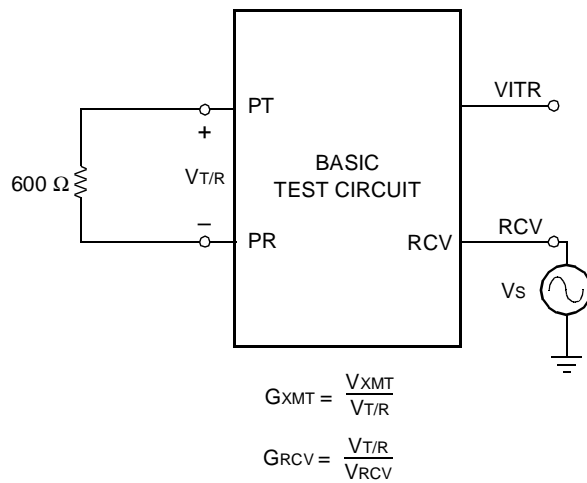 PT
VITR
+
BASIC
TEST CIRCUIT
600 Ω
VT/R
–
PR
RCV
RCV
VS
GXMT = VXMT
VT/R
GRCV = VT/R
VRCV